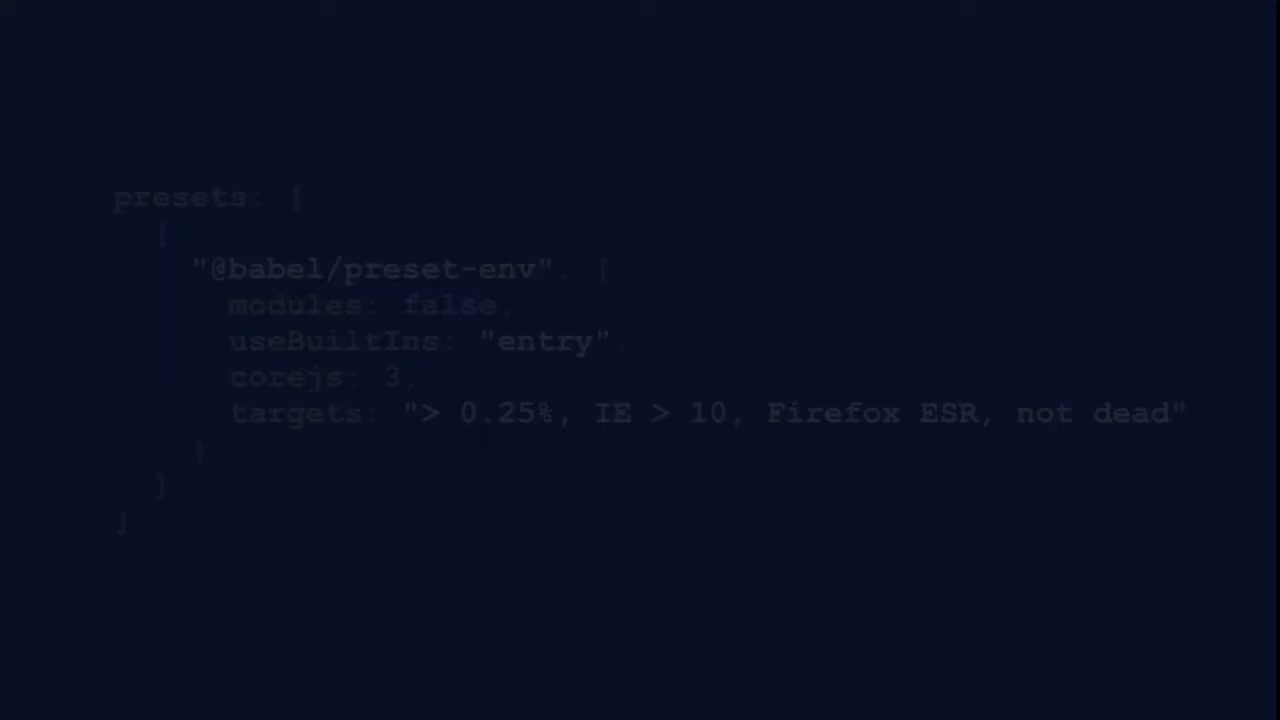 presets: [
[
"@babel/preset-env", {
modules: false,
useBuiltIns: "entry",
corejs: 3,
targets: "> 0.25%, IE > 10, Firefox ESR, not dead"
}
]
]